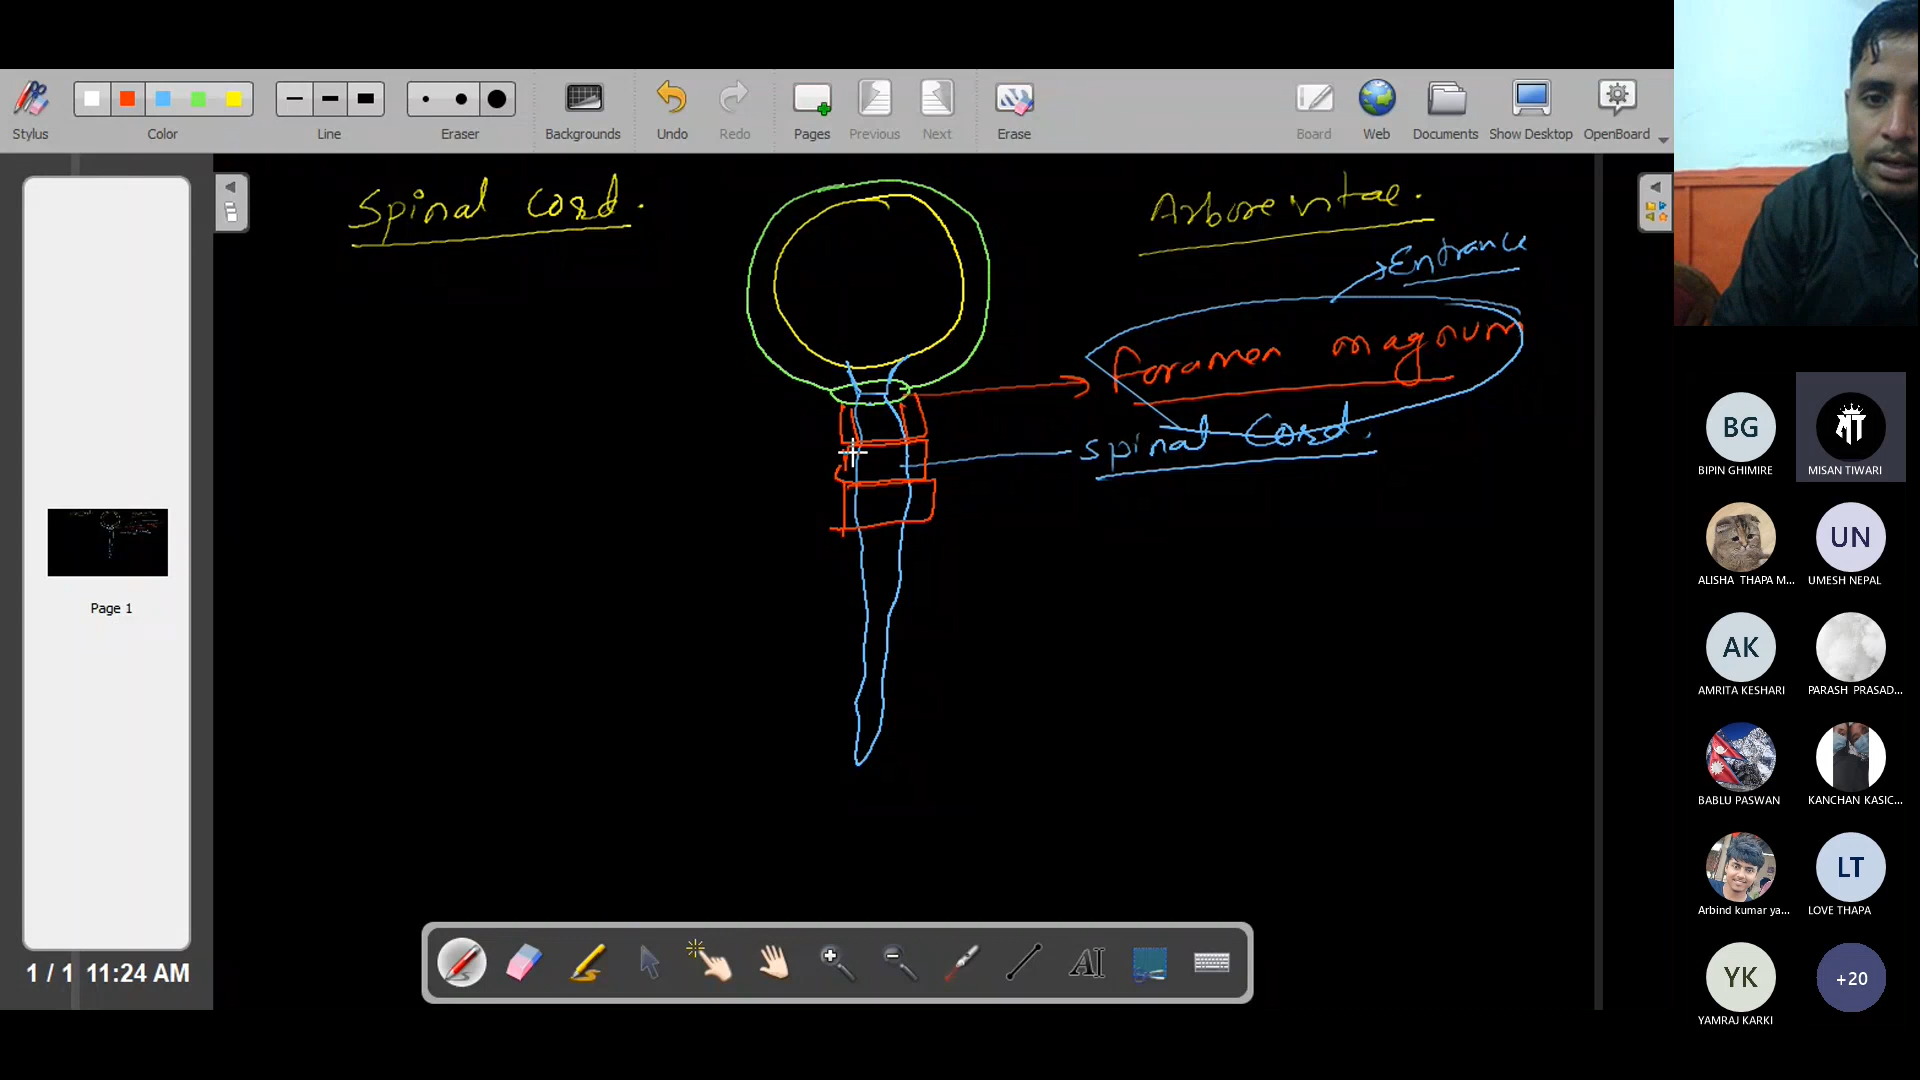 Stylus
Color
Line
Eraser
Backgrounds
Undo
Redo
Pages
Previous
Next
Erase
Board
Web
Documents
Show Desktop
OpenBoard
Spinal Cord.
Arbore vitae.
Entrance
foramen magnum
spinal Cord.
Page 1
1 / 1 11:24 AM
AI
BG
BIPIN GHIMIRE
MT
MISAN TIWARI
ALISHA THAPA M...
UN
UMESH NEPAL
AK
AMRITA KESHARI
PARASH PRASAD...
BABLU PASWAN
KANCHAN KASIC...
Arbind kumar ya...
LT
LOVE THAPA
YK
YAMRAJ KARKI
+20